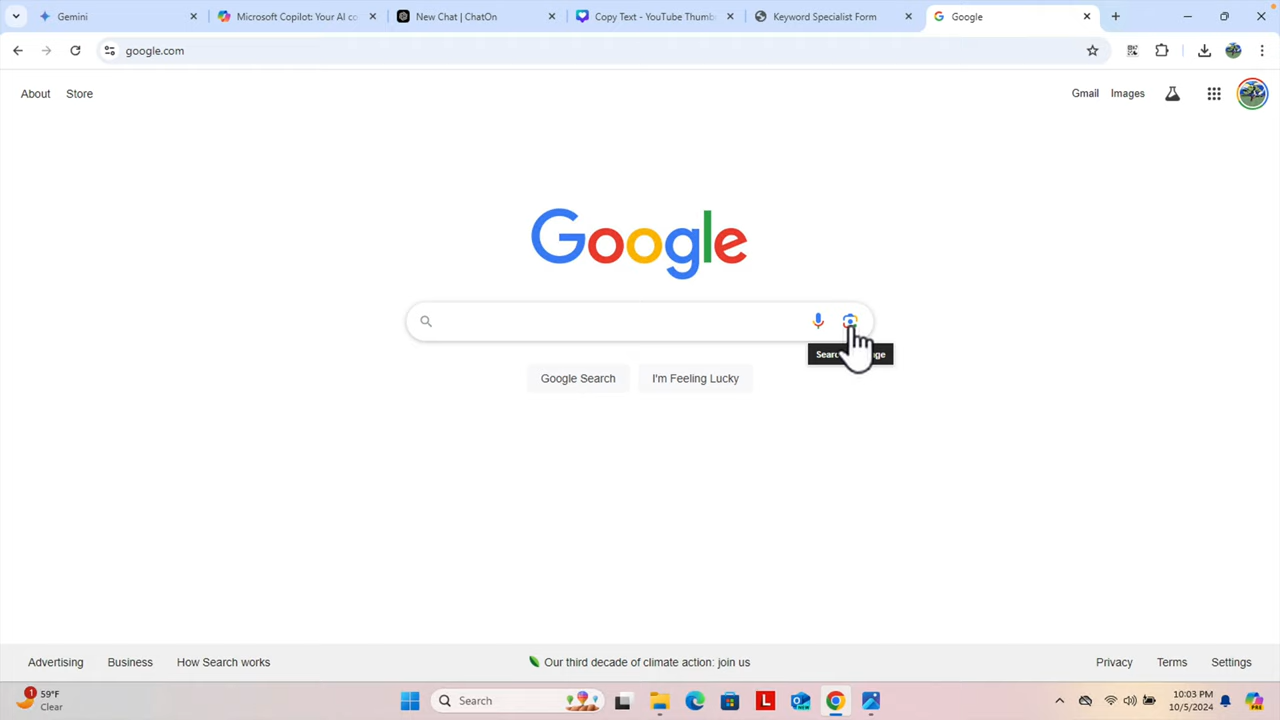 Gemini
Microsoft Copilot: Your AI co
New Chat | ChatOn
Copy Text - YouTube Thumb
Keyword Specialist Form
Google
google.com
About
Store
Gmail
Images
Google
Google Search
I'm Feeling Lucky
Advertising
Business
How Search works
Our third decade of climate action: join us
Privacy
Terms
Settings
1
59°F
Clear
Search
L
10:03 PM
10/5/2024